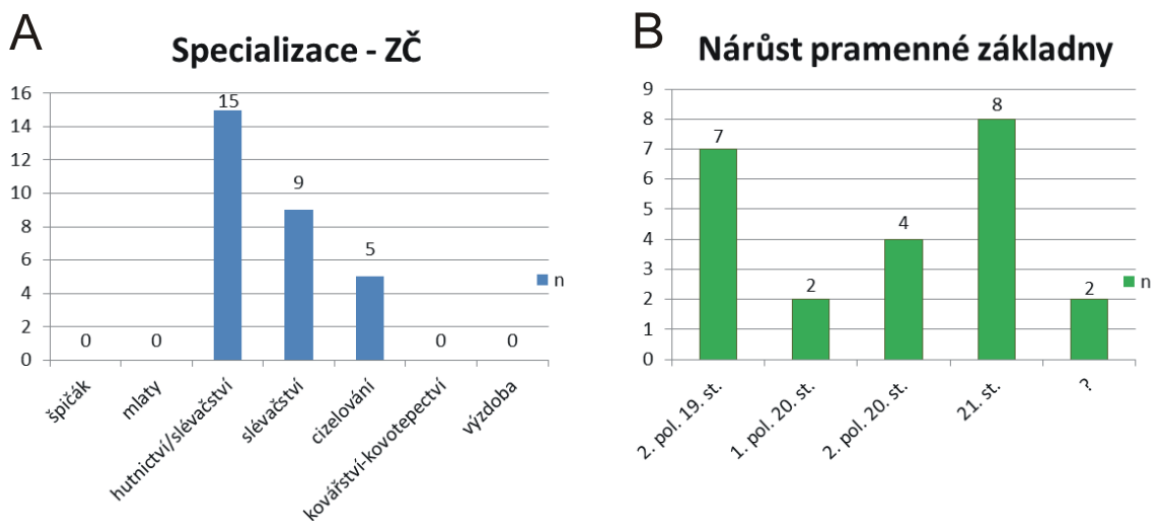 A
Specializace - ZČ
16
14
12
10
8
6
4
2
0
0
0
15
9
5
0
0
špičák
mlaty
hutnictví/slévačství
slévačství
cizelování
kovářství-kovotepectví
výzdoba
n
B
Nárůst pramenné základny
9
8
7
6
5
4
3
2
1
0
7
2
4
8
2
2. pol. 19. st.
1. pol. 20. st.
2. pol. 20. st.
21. st.
?
n